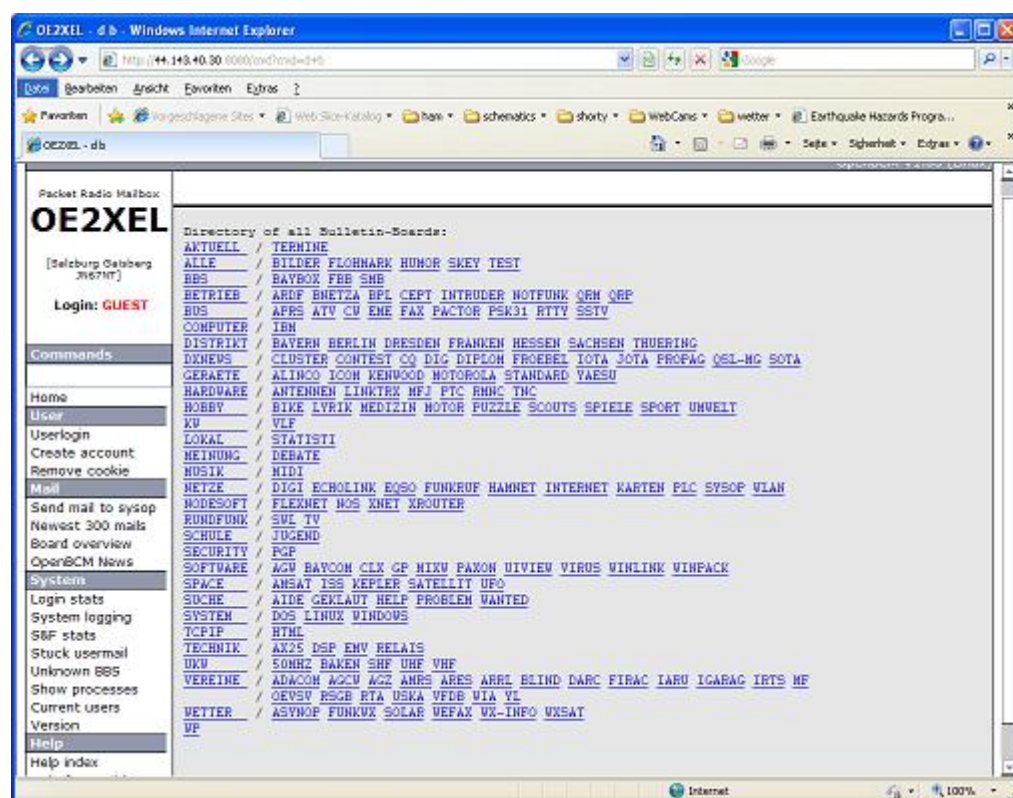 OE2XEL - d b - Windows Internet Explorer
Google
Datei Bearbeiten Ansicht Favoriten Extras ?
Favoriten Vorgeschlagene Sites Web Slice-Katalog ham schematics shorty WebCams wetter Earthquake Hazards Progra...
OE2XEL - d b
Seite Sicherheit Extras
Packet Radio Mailbox
OE2XEL
[Salzburg Gaisberg
JN67NT]
Login: GUEST
Commands
Home
User
Userlogin
Create account
Remove cookie
Mail
Send mail to sysop
Newest 300 mails
Board overview
OpenBCM News
System
Login stats
System logging
S&F stats
Stuck usermail
Unknown BBS
Show processes
Current users
Version
Help
Help index
Directory of all Bulletin-Boards:
AKTUELL / TERMINE
ALLE / BILDER FLOHMARK HUMOR SKEY TEST
BBS / BAYBOX FBB SMB
BETRIEB / ARDF BNETZA BPL CEPT INTRUDER NOTFUNK QRM QRP
BUS / APRS ATV CW EME FAX PACTOR PSK31 RTTY SSTV
COMPUTER / IBM
DISTRIKT / BAYERN BERLIN DRESDEN FRANKEN HESSEN SACHSEN THUERING
DXNEWS / CLUSTER CONTEST CQ DIG DIPLOM FROEBEL IOTA JOTA PROPAG QSL-MG SOTA
GERAETE / ALINCO ICOM KENWOOD MOTOROLA STANDARD YAESU
HARDWARE / ANTENNEN LINKTRX MFJ PTC RMNC TNC
HOBBY / BIKE LYRIK MEDIZIN MOTOR PUZZLE SCOUTS SPIELE SPORT UMWELT
KW / VLF
LOKAL / STATISTI
MEINUNG / DEBATE
MUSIK / MIDI
NETZE / DIGI ECHOLINK EQSO FUNKRUF HAMNET INTERNET KARTEN PLC SYSOP WLAN
NODESOFT / FLEXNET NOS XNET XROUTER
RUNDFUNK / SWL TV
SCHULE / JUGEND
SECURITY / PGP
SOFTWARE / AGW BAYCOM CLX GP MIXW PAXON UIVIEW VIRUS WINLINK WINPACK
SPACE / AMSAT ISS KEPLER SATELLIT UFO
SUCHE / AIDE GEKLAUT HELP PROBLEM WANTED
SYSTEM / DOS LINUX WINDOWS
TCPIP / HTML
TECHNIK / AX25 DSP EMV RELAIS
UKW / 50MHZ BAKEN SHF UHF VHF
VEREINE / ADACOM AGCW AGZ AMRS ARES ARRL BLIND DARC FIRAC IARU IGARAG IRTS MF
/ OEVSV RSGB RTA USKA VFDB WIA YL
WETTER / ASYNOP FUNKWX SOLAR WEFAX WX-INFO WXSAT
WP
Internet
100%